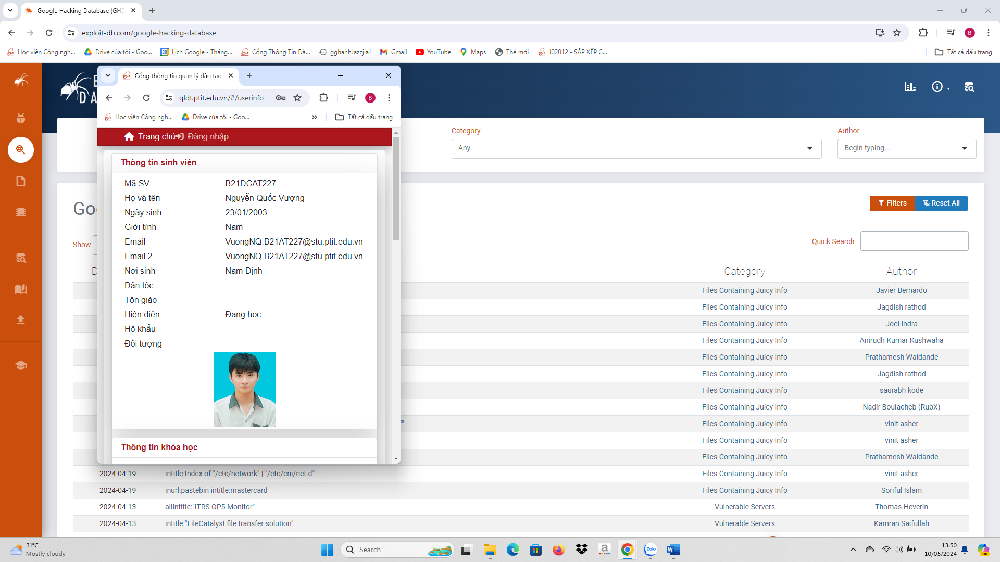 Google Hacking Database (GHD
exploit-db.com/google-hacking-database
B
Học viện Công ngh...
Drive của tôi - Goo...
Lịch Google - Tháng...
Cổng Thông Tin Đà...
gghahhJazzjiaJ
Gmail
YouTube
Maps
Thẻ mới
J02012 - SẮP XẾP C...
Tất cả dấu trang
D A
Cổng thông tin quản lý đào tạo
qldt.ptit.edu.vn/#/userinfo
B
Học viện Công ngh...
Drive của tôi - Goo...
»
Tất cả dấu trang
Trang chủ
Đăng nhập
Thông tin sinh viên
Mã SV B21DCAT227
Họ và tên Nguyễn Quốc Vượng
Ngày sinh 23/01/2003
Giới tính Nam
Email VuongNQ.B21AT227@stu.ptit.edu.vn
Email 2 VuongNQ.B21AT227@stu.ptit.edu.vn
Nơi sinh Nam Định
Dân tộc
Tôn giáo
Hiện diện Đang học
Hộ khẩu
Đối tượng
Thông tin khóa học
Category
Any
Author
Begin typing...
Goo
Filters
Reset All
Show
Quick Search
D Category Author
Files Containing Juicy Info Javier Bernardo
Files Containing Juicy Info Jagdish rathod
Files Containing Juicy Info Joel Indra
Files Containing Juicy Info Anirudh Kumar Kushwaha
Files Containing Juicy Info Prathamesh Waidande
Files Containing Juicy Info Jagdish rathod
Files Containing Juicy Info saurabh kode
Files Containing Juicy Info Nadir Boulacheb (RubX)
Files Containing Juicy Info vinit asher
Files Containing Juicy Info vinit asher
Files Containing Juicy Info Prathamesh Waidande
2024-04-19 intitle:Index of "/etc/network" | "/etc/cni/net.d" Files Containing Juicy Info vinit asher
2024-04-19 inurl:pastebin intitle:mastercard Files Containing Juicy Info Soriful Islam
2024-04-13 allintitle:"ITRS OP5 Monitor" Vulnerable Servers Thomas Heverin
2024-04-13 intitle:"FileCatalyst file transfer solution" Vulnerable Servers Kamran Saifullah
31°C
Mostly cloudy
Search
13:50
10/05/2024